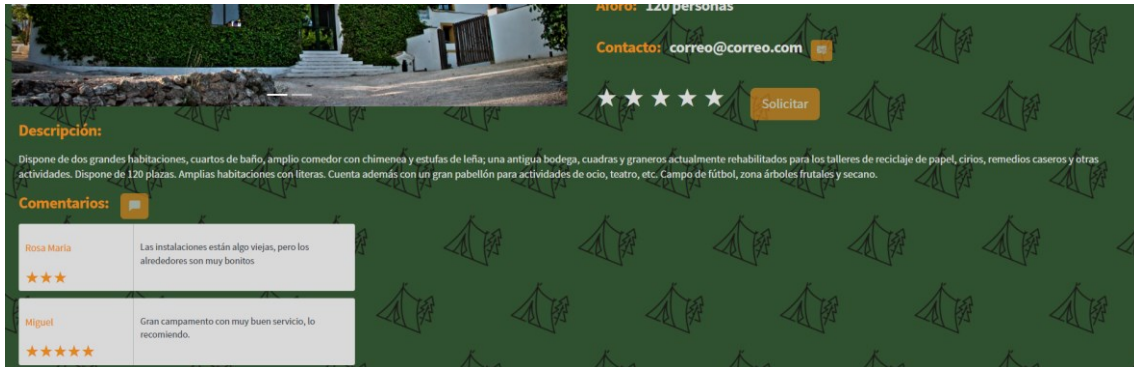 Aforo: 120 personas
Contacto: correo@correo.com
Solicitar
Descripción:
Dispone de dos grandes habitaciones, cuartos de baño, amplio comedor con chimenea y estufas de leña; una antigua bodega, cuadras y graneros actualmente rehabilitados para los talleres de reciclaje de papel, cirios, remedios caseros y otras
actividades. Dispone de 120 plazas. Amplias habitaciones con literas. Cuenta además con un gran pabellón para actividades de ocio, teatro, etc. Campo de fútbol, zona árboles frutales y secano.
Comentarios:
Rosa Maria
Las instalaciones están algo viejas, pero los
alrededores son muy bonitos
Miguel
Gran campamento con muy buen servicio, lo
recomiendo.